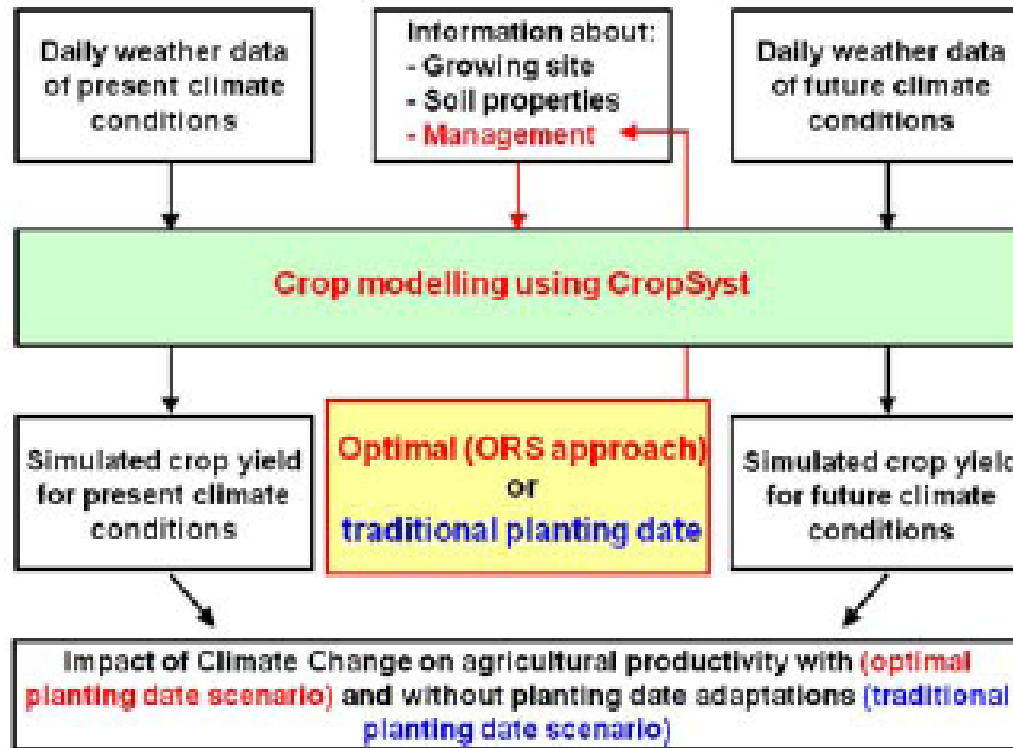 Daily weather data
of present climate
conditions
Information about:
- Growing site
- Soil properties
- Management
Daily weather data
of future climate
conditions
Crop modelling using CropSyst
Simulated crop yield
for present climate
conditions
Optimal (ORS approach)
or
traditional planting date
Simulated crop yield
for future climate
conditions
Impact of Climate Change on agricultural productivity with (optimal
planting date scenario) and without planting date adaptations (traditional
planting date scenario)